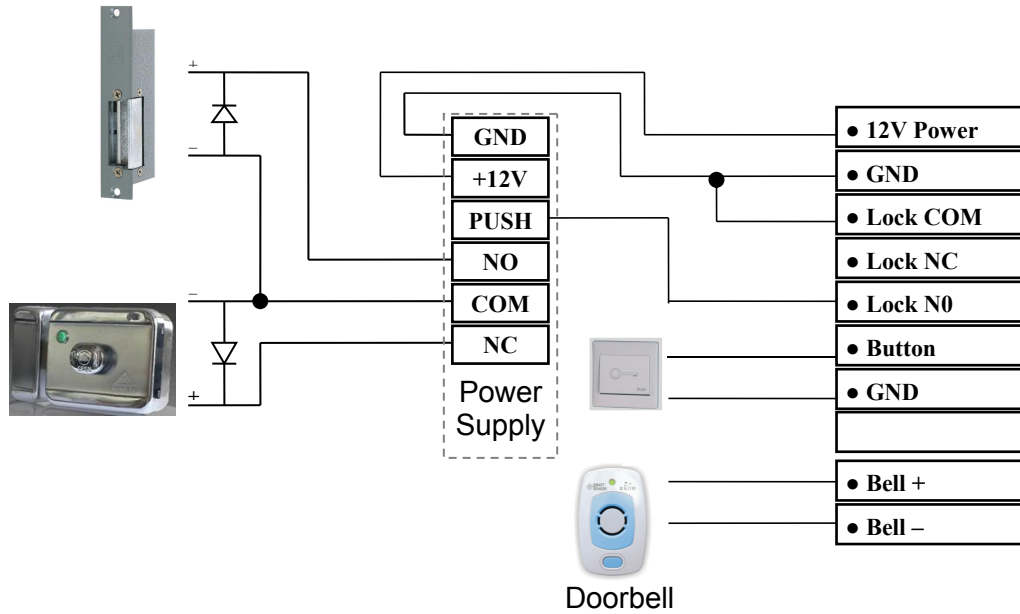 +
−
−
+
GND
+12V
PUSH
NO
COM
NC
Power
Supply
● 12V Power
● GND
● Lock COM
● Lock NC
● Lock N0
● Button
● GND
● Bell +
● Bell –
Doorbell